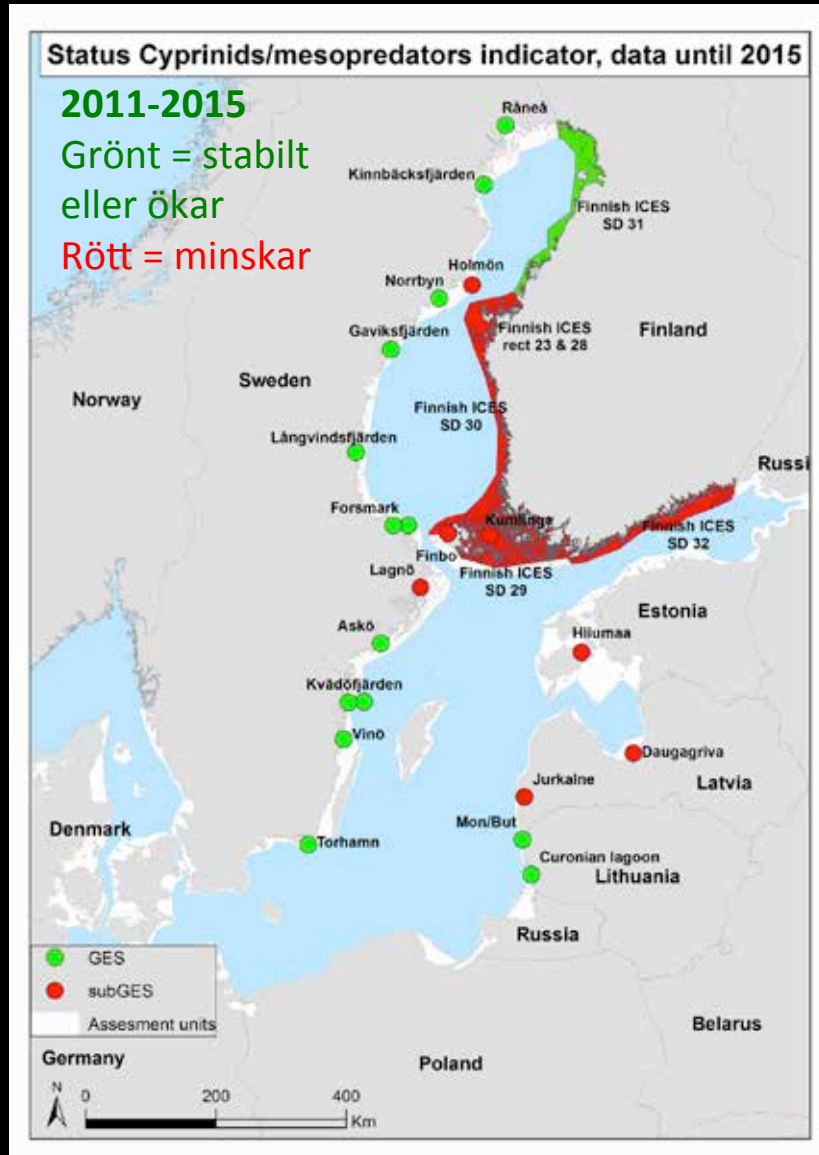 Status Cyprinids/mesopredators indicator, data until 2015
2011-2015
Grönt = stabilt
eller ökar
Rött = minskar
Råneå
Kinnbäcksfjärden
Finnish ICES
SD 31
Holmön
Norrbyn
Finnish ICES
rect 23 & 28
Finland
Gaviksfjärden
Sweden
Norway
Finnish ICES
SD 30
Långvindsfjärden
Russi
Forsmark
Kumlinge
Finnish ICES
SD 32
Finbo
Lagnö
Finnish ICES
SD 29
Estonia
Askö
Hiiumaa
Kvädöfjärden
Vinö
Daugagriva
Jurkalne
Latvia
Denmark
Mon/But
Torhamn
Curonian lagoon
Lithuania
Russia
GES
subGES
Assesment units
Belarus
Germany
Poland
N
0 200 400
Km